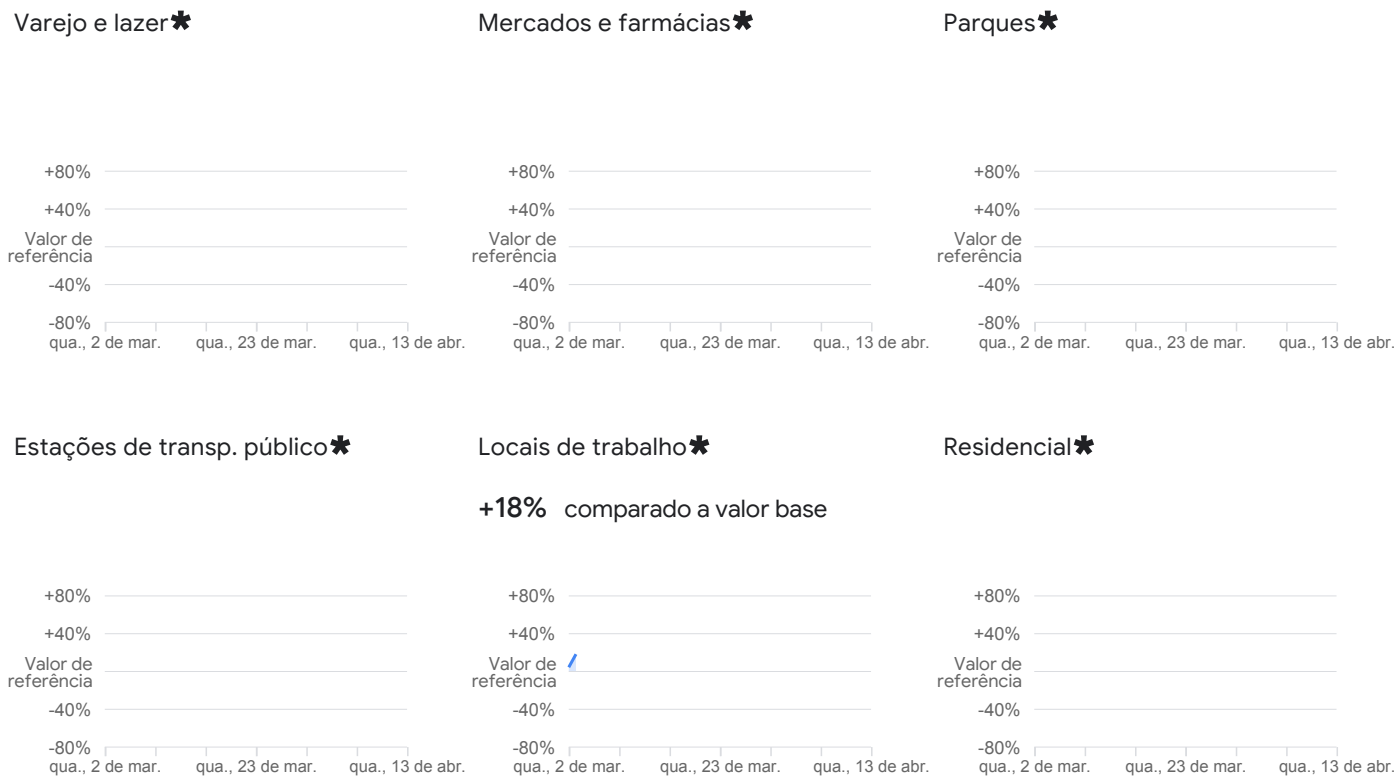 Varejo e lazer*
Mercados e farmácias*
Parques*
+80%
+40%
Valor de
referência
-40%
-80%
qua., 2 de mar.
qua., 23 de mar.
qua., 13 de abr.
+80%
+40%
Valor de
referência
-40%
-80%
qua., 2 de mar.
qua., 23 de mar.
qua., 13 de abr.
+80%
+40%
Valor de
referência
-40%
-80%
qua., 2 de mar.
qua., 23 de mar.
qua., 13 de abr.
Estações de transp. público*
Locais de trabalho*
Residencial*
+18% comparado a valor base
+80%
+40%
Valor de
referência
-40%
-80%
qua., 2 de mar.
qua., 23 de mar.
qua., 13 de abr.
+80%
+40%
Valor de
referência
-40%
-80%
qua., 2 de mar.
qua., 23 de mar.
qua., 13 de abr.
+80%
+40%
Valor de
referência
-40%
-80%
qua., 2 de mar.
qua., 23 de mar.
qua., 13 de abr.